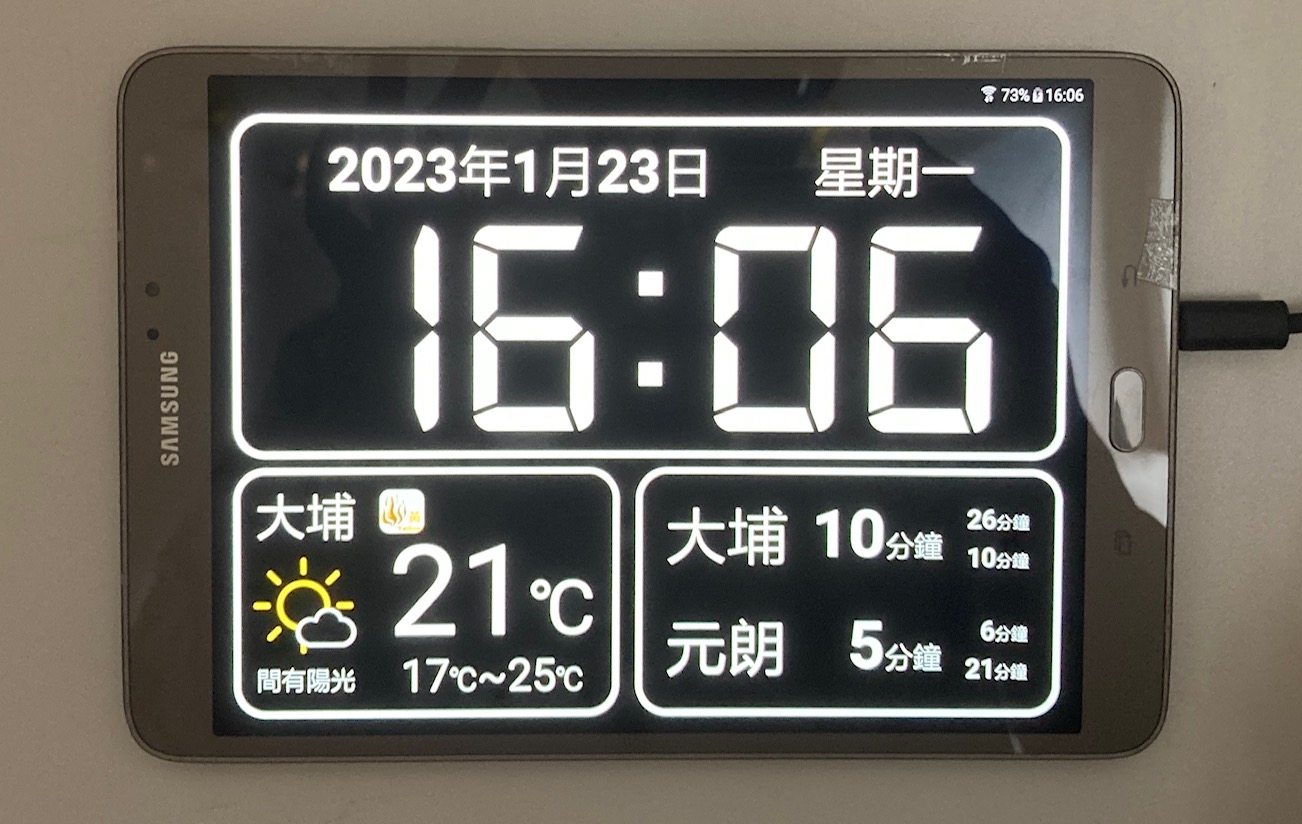 73% 16:06
2023年1月23日 星期一
16:06
SAMSUNG
大埔 黃
21℃
間有陽光 17℃~25℃
大埔 10分鐘 26分鐘
10分鐘
元朗 5分鐘 6分鐘
21分鐘